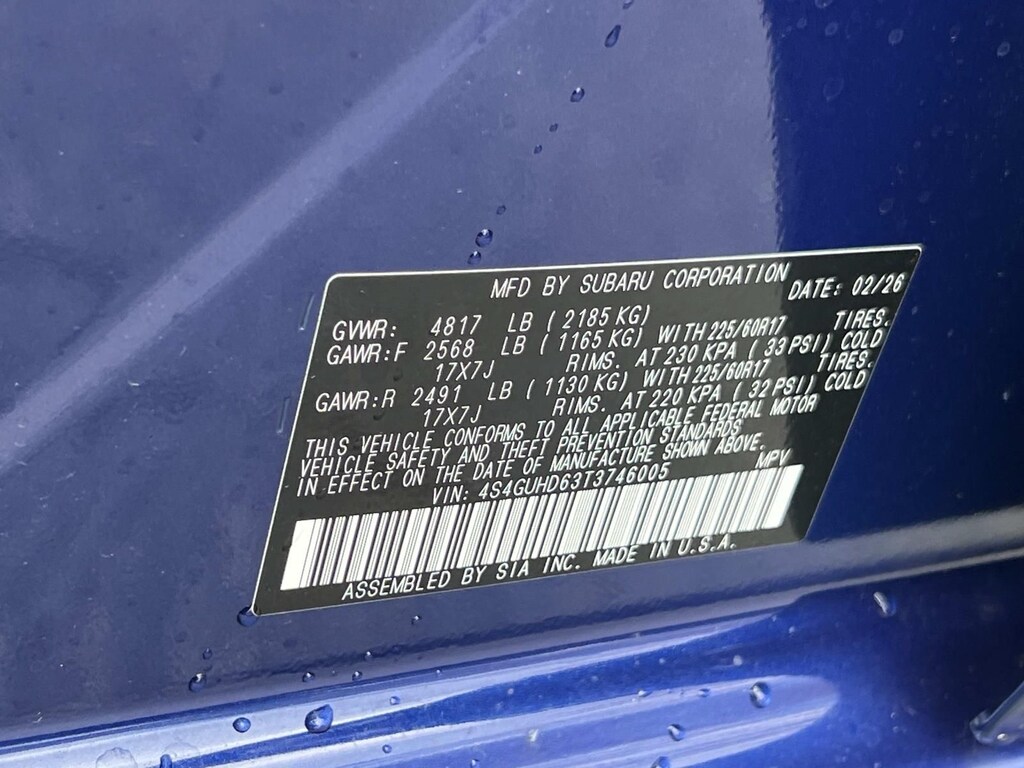 MFD BY SUBARU CORPORATION DATE: 02/26
GVWR: 4817 LB ( 2185 KG)
GAWR:F 2568 LB ( 1165 KG) WITH 225/60R17 TIRES.
17X7J RIMS. AT 230 KPA ( 33 PSI) COLD
GAWR:R 2491 LB ( 1130 KG) WITH 225/60R17 TIRES.
17X7J RIMS. AT 220 KPA ( 32 PSI) COLD
THIS VEHICLE CONFORMS TO ALL APPLICABLE FEDERAL MOTOR
VEHICLE SAFETY AND THEFT PREVENTION STANDARDS
IN EFFECT ON THE DATE OF MANUFACTURE SHOWN ABOVE.
VIN: 4S4GUHD63T3746005 MPV
ASSEMBLED BY SIA INC. MADE IN U.S.A.